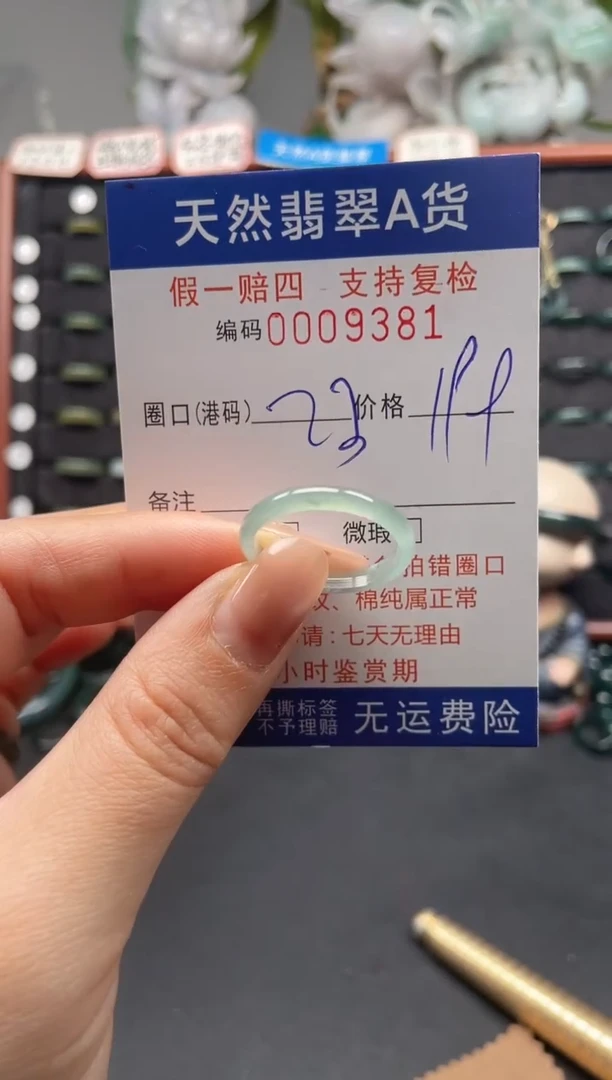 天然翡翠A货
假一赔四 支持复检
编码0009381
圈口(港码) 价格
备注
微瑕
拍错圈口
、棉纯属正常
请:七天无理由
小时鉴赏期
再撕标签
不予理赔
无运费险